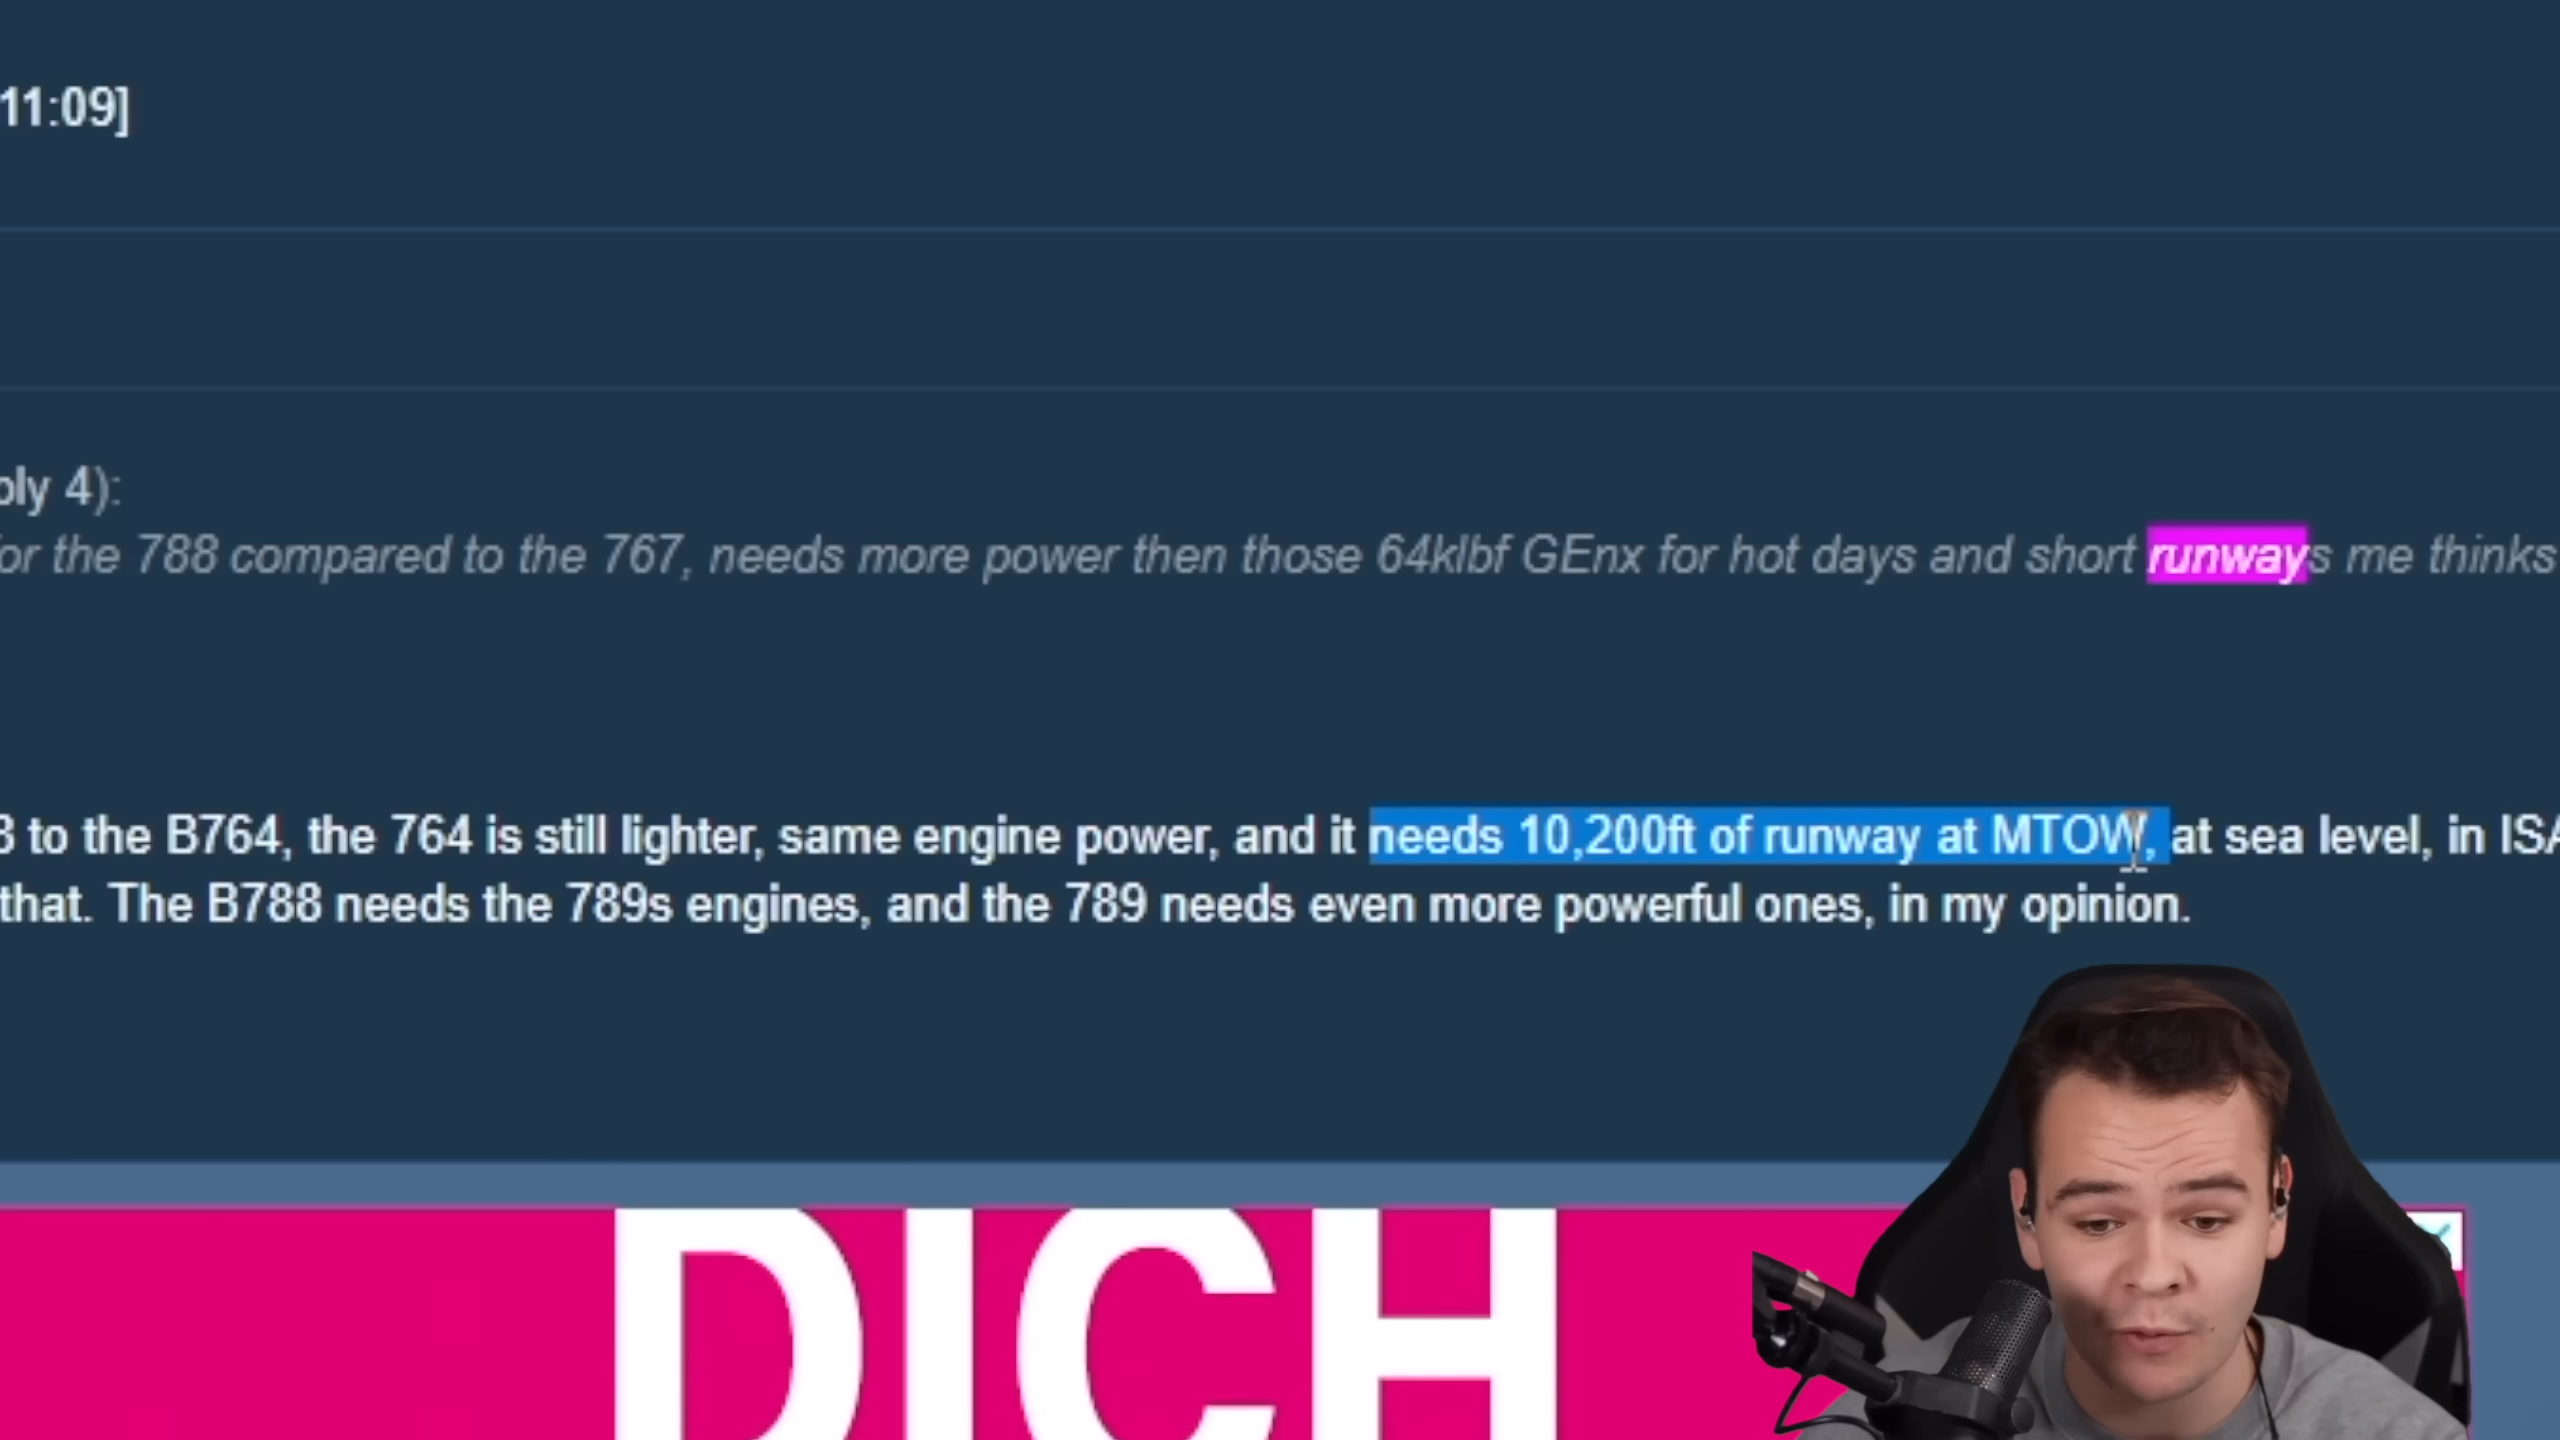 11:09]
ply 4):
for the 788 compared to the 767, needs more power then those 64klbf GEnx for hot days and short runways me thinks
to the B764, the 764 is still lighter, same engine power, and it needs 10,200ft of runway at MTOW, at sea level, in ISA
that. The B788 needs the 789s engines, and the 789 needs even more powerful ones, in my opinion.
DICH